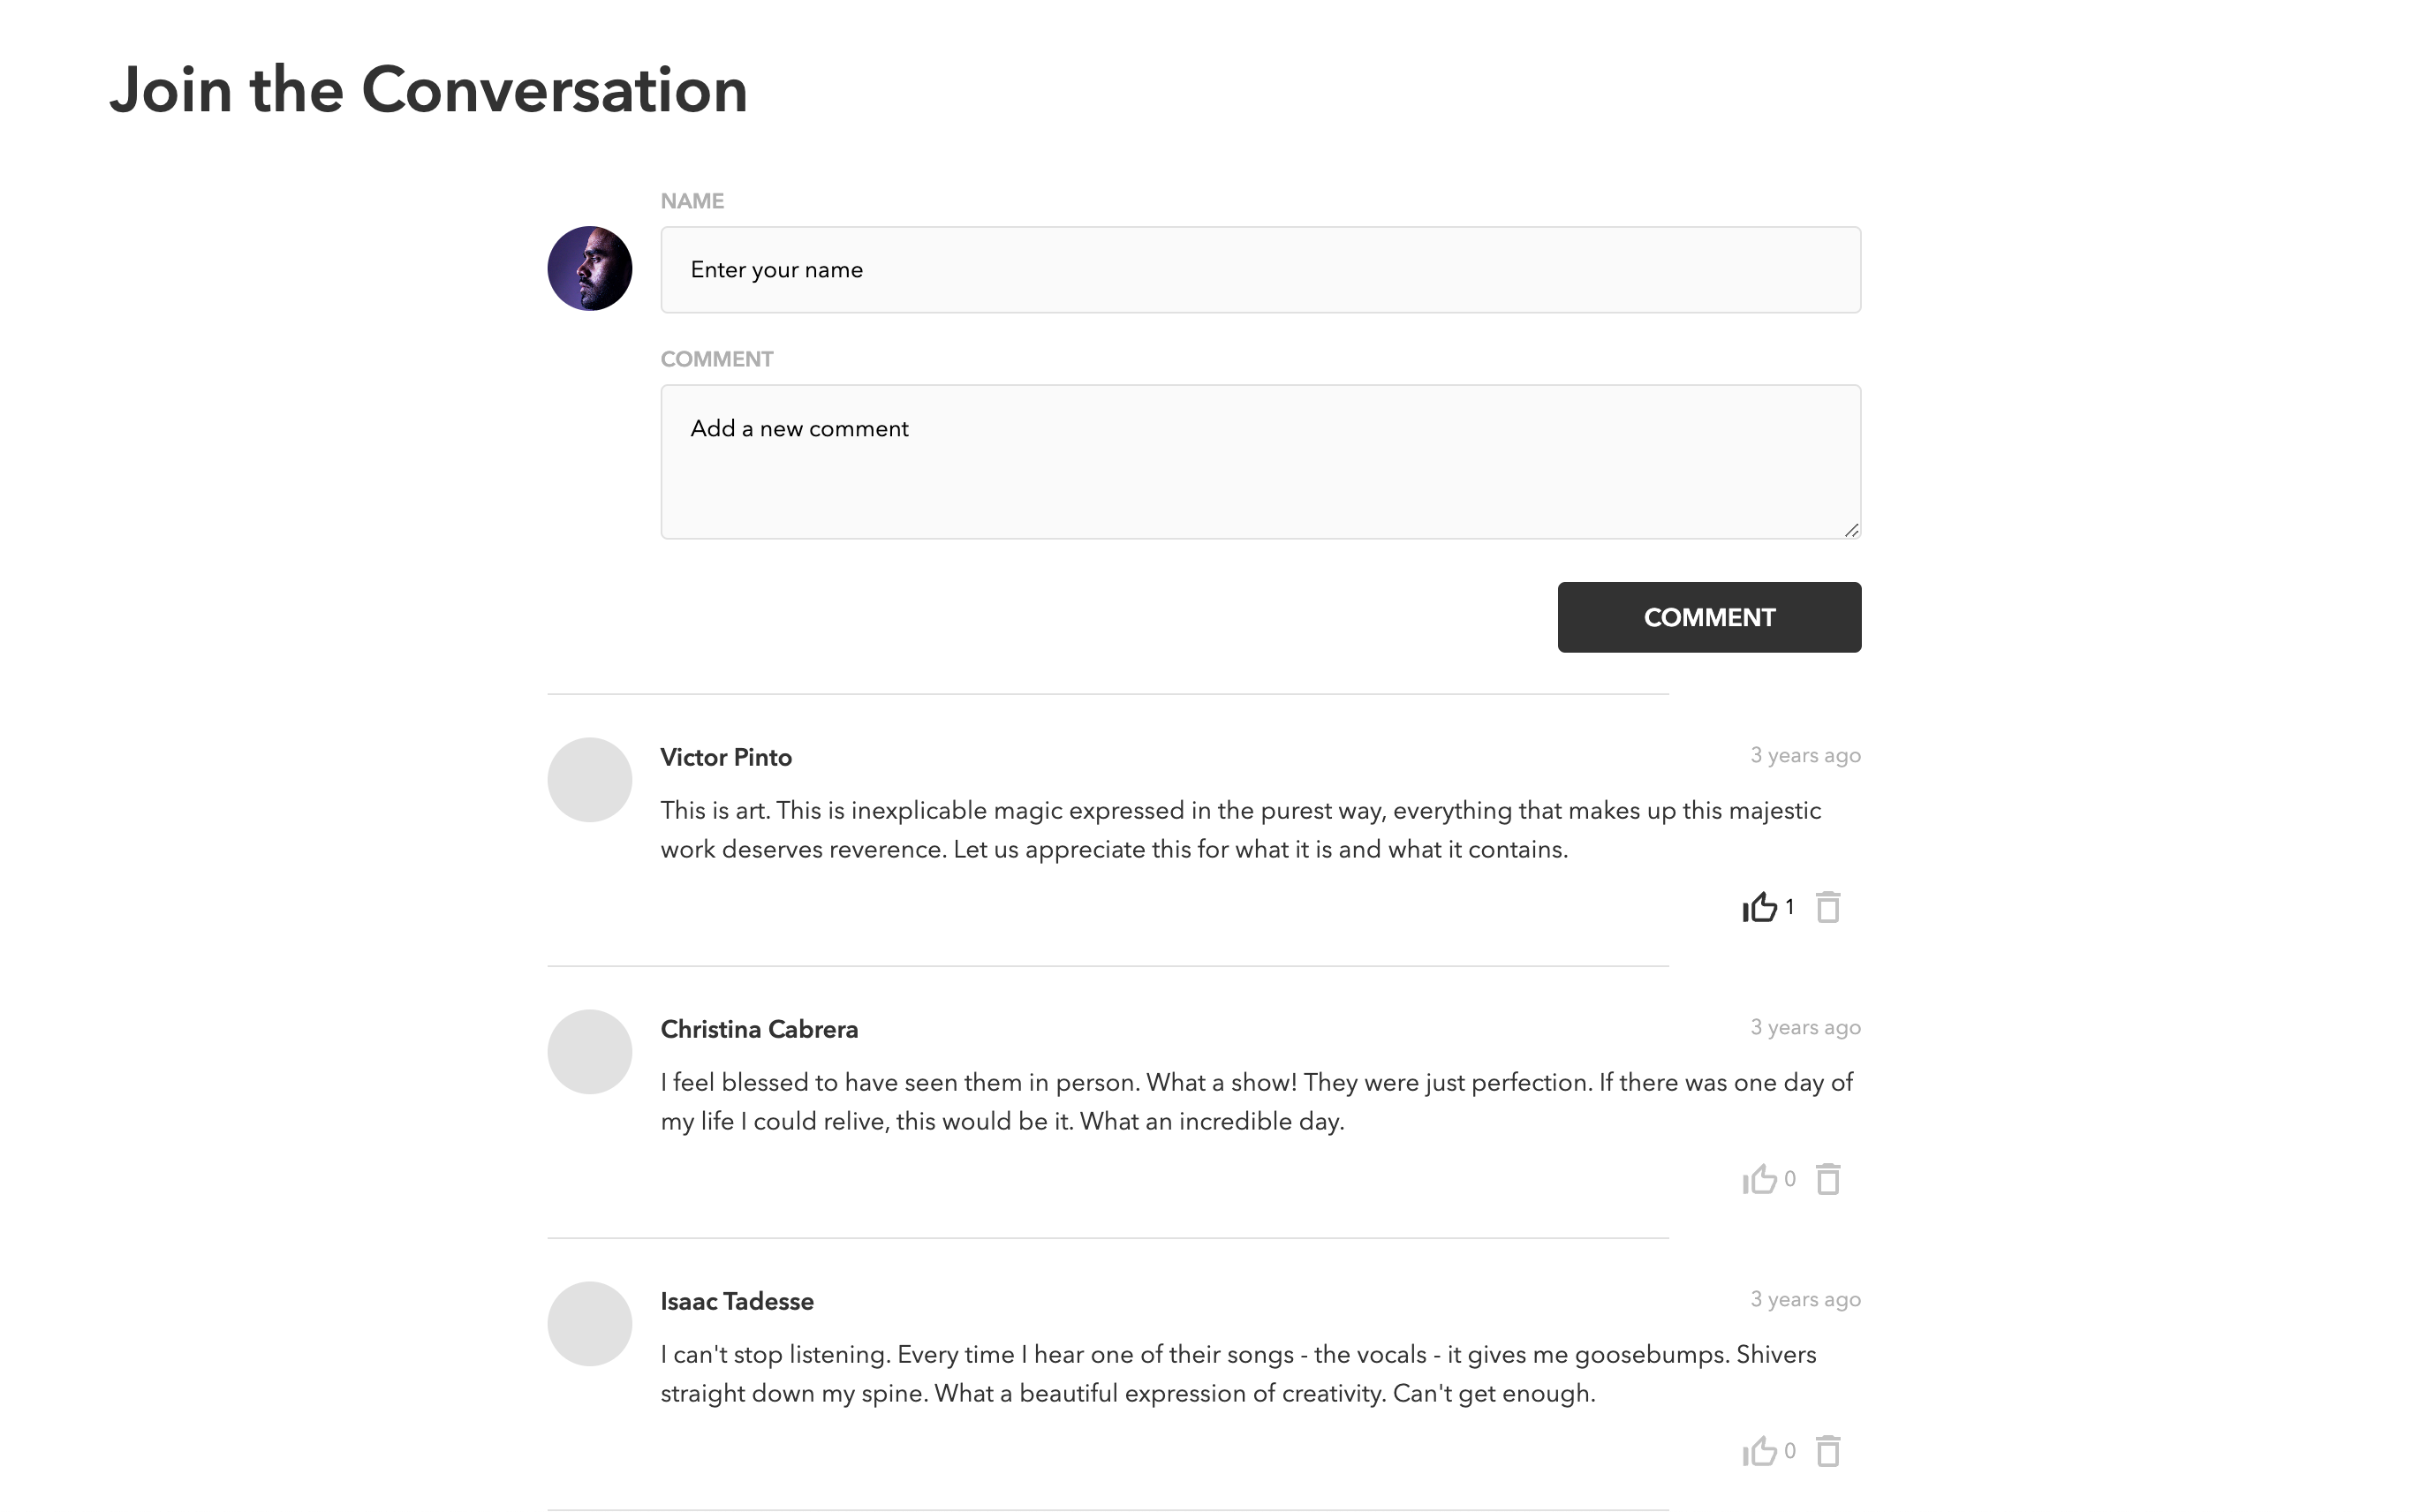 Join the Conversation
NAME
Enter your name
COMMENT
Add a new comment
COMMENT
Victor Pinto
3 years ago
This is art. This is inexplicable magic expressed in the purest way, everything that makes up this majestic
work deserves reverence. Let us appreciate this for what it is and what it contains.
1
Christina Cabrera
3 years ago
I feel blessed to have seen them in person. What a show! They were just perfection. If there was one day of
my life I could relive, this would be it. What an incredible day.
0
Isaac Tadesse
3 years ago
I can't stop listening. Every time I hear one of their songs - the vocals - it gives me goosebumps. Shivers
straight down my spine. What a beautiful expression of creativity. Can't get enough.
0